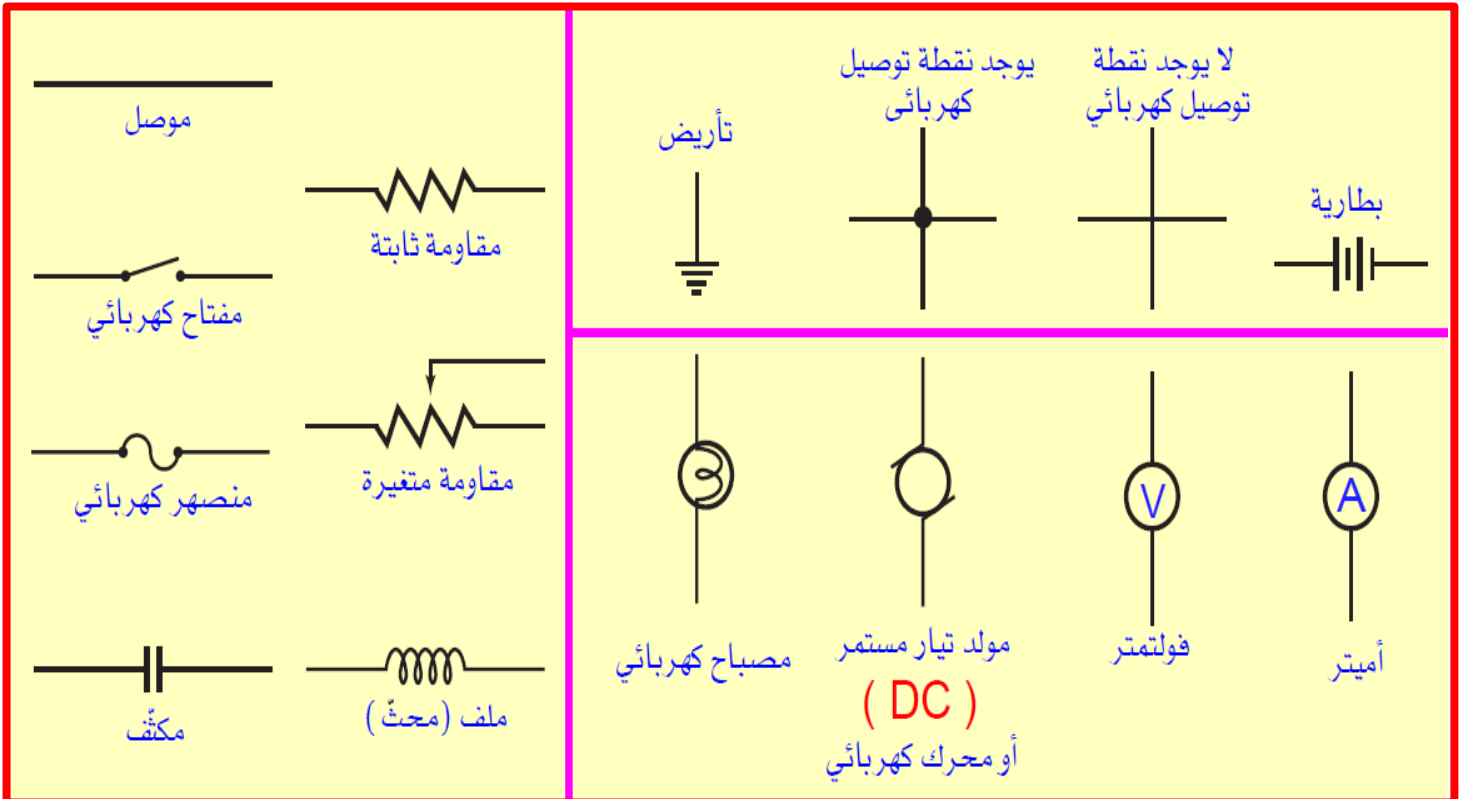 لا يوجد نقطة
توصيل كهربائي
يوجد نقطة توصيل
كهربائى
تأريض
بطارية
موصل
مقاومة ثابتة
مفتاح كهربائي
مقاومة متغيرة
منصهر كهربائي
ملف (محثّ)
مكثّف
A
أميتر
V
فولتمتر
مولد تيار مستمر
( DC )
أو محرك كهربائي
مصباح كهربائي